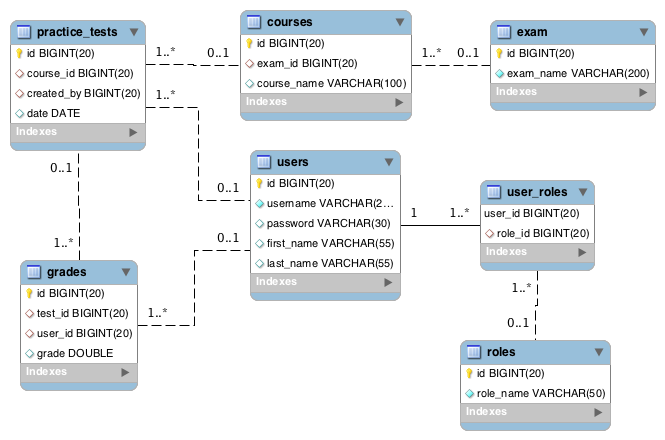 practice_tests
id BIGINT(20)
course_id BIGINT(20)
created_by BIGINT(20)
date DATE
Indexes
1..*
0..1
courses
id BIGINT(20)
exam_id BIGINT(20)
course_name VARCHAR(100)
Indexes
1..*
0..1
exam
id BIGINT(20)
exam_name VARCHAR(200)
Indexes
1..*
0..1
0..1
1..*
users
id BIGINT(20)
username VARCHAR(2...
password VARCHAR(30)
first_name VARCHAR(55)
last_name VARCHAR(55)
Indexes
1
1..*
user_roles
user_id BIGINT(20)
role_id BIGINT(20)
Indexes
0..1
1..*
grades
id BIGINT(20)
test_id BIGINT(20)
user_id BIGINT(20)
grade DOUBLE
Indexes
1..*
0..1
roles
id BIGINT(20)
role_name VARCHAR(50)
Indexes